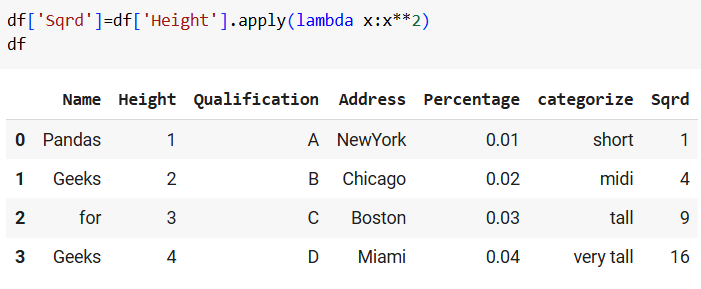 df['Sqrd']=df['Height'].apply(lambda x:x**2)
df
Name Height Qualification Address Percentage categorize Sqrd
0 Pandas 1 A NewYork 0.01 short 1
1 Geeks 2 B Chicago 0.02 midi 4
2 for 3 C Boston 0.03 tall 9
3 Geeks 4 D Miami 0.04 very tall 16